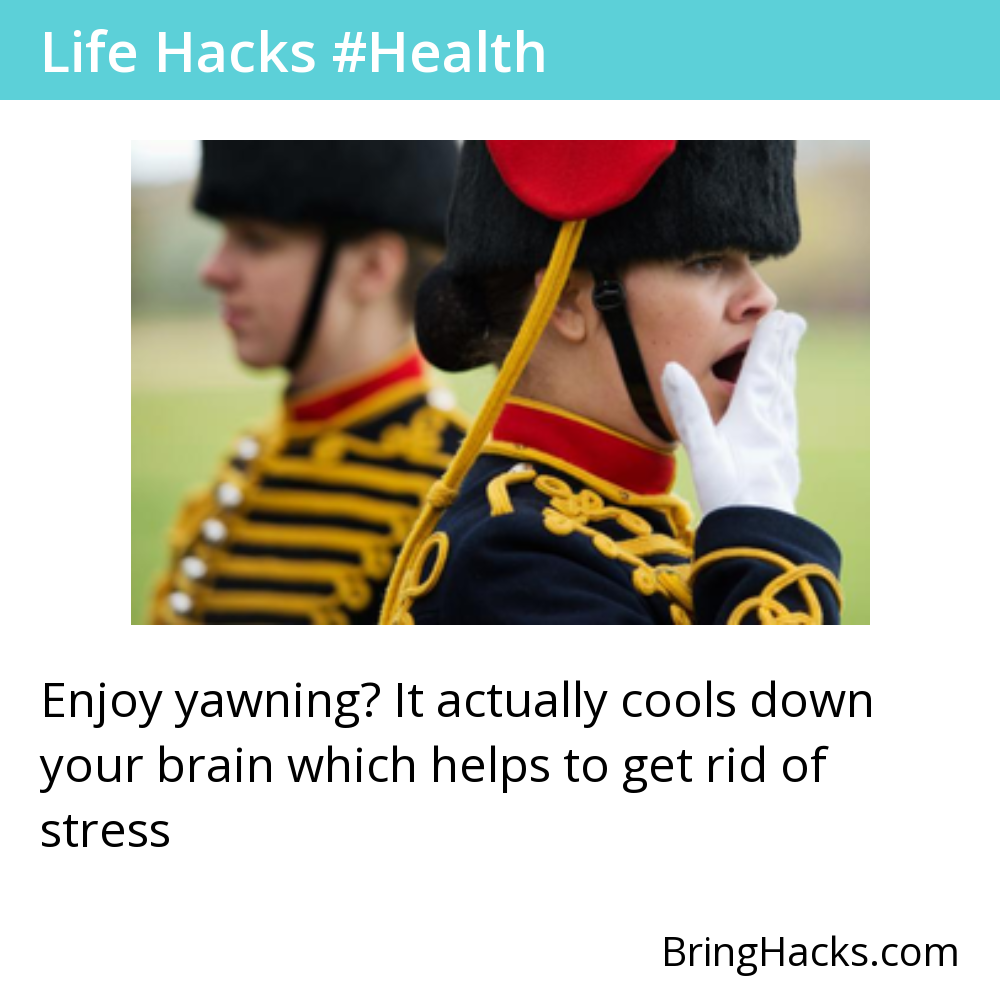 Life Hacks #Health
Enjoy yawning? It actually cools down
your brain which helps to get rid of
stress
BringHacks.com